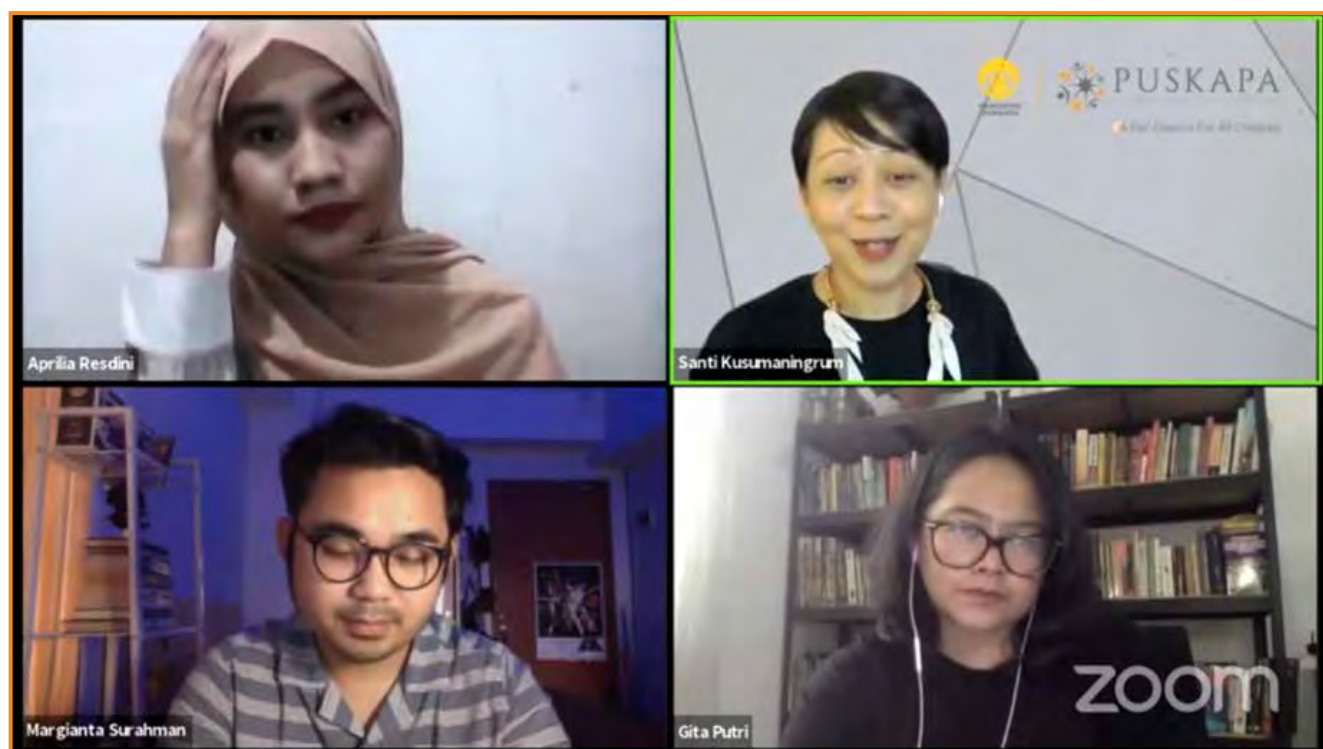 PUSKAPA
Aprilia Resdini
Santi Kusumaningrum
Margianta Surahman
Gita Putri
zoom